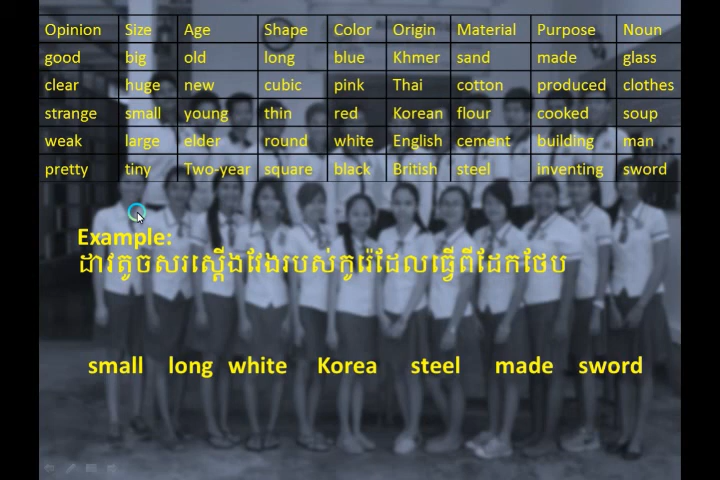 Opinion Size Age Shape Color Origin Material Purpose Noun
good big old long blue Khmer sand made glass
clear huge new cubic pink Thai cotton produced clothes
strange small young thin red Korean flour cooked soup
weak large elder round white English cement building man
pretty tiny Two-year square black British steel inventing sword
Example:
ដាវតូចសរស្ដើងវែងរបស់កូរ៉េដែលធ្វើពីដែកថែប
small long white Korea steel made sword